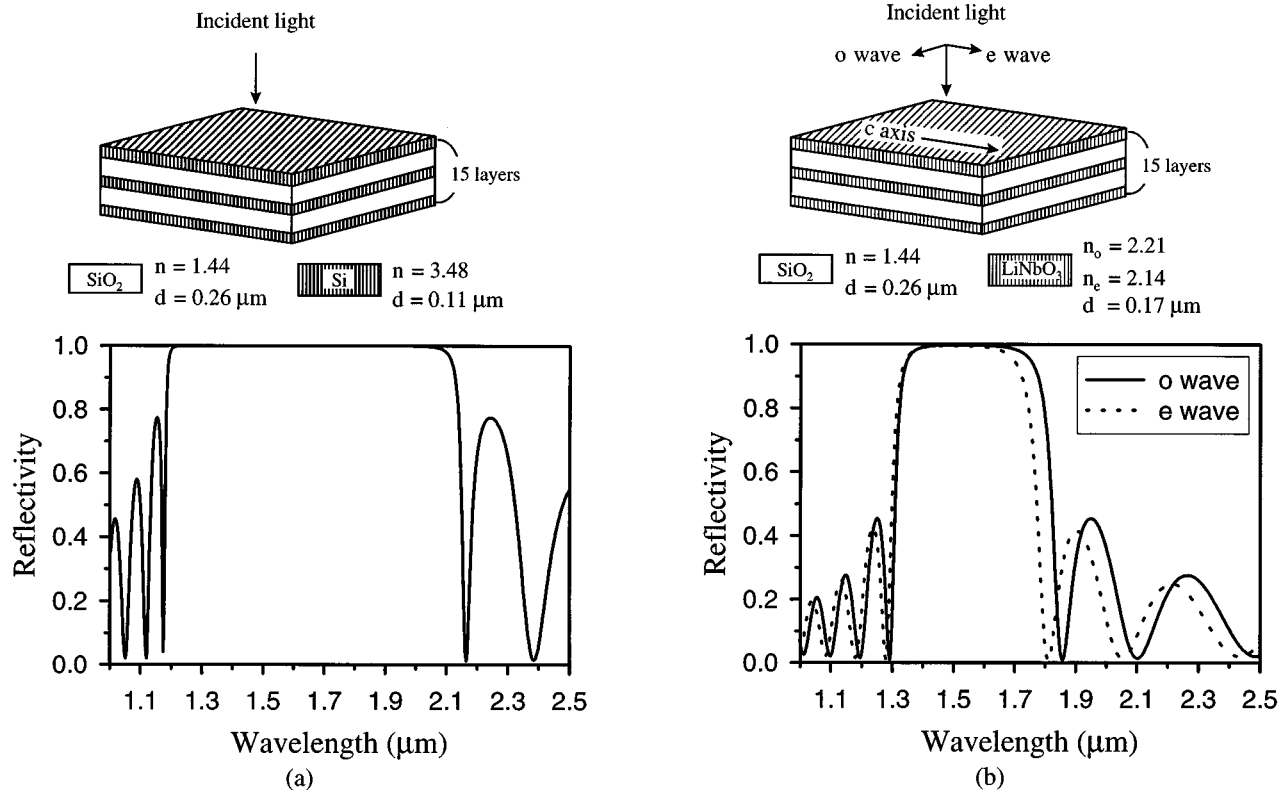 Incident light
15 layers
SiO₂
n = 1.44
d = 0.26 μm
Si
n = 3.48
d = 0.11 μm
1.0
0.8
0.6
0.4
0.2
0.0
Reflectivity
1.1 1.3 1.5 1.7 1.9 2.1 2.3 2.5
Wavelength (μm)
(a)
Incident light
o wave
e wave
c axis
15 layers
SiO₂
n = 1.44
d = 0.26 μm
LiNbO₃
nₒ = 2.21
nₑ = 2.14
d = 0.17 μm
1.0
0.8
0.6
0.4
0.2
0.0
Reflectivity
o wave
e wave
1.1 1.3 1.5 1.7 1.9 2.1 2.3 2.5
Wavelength (μm)
(b)